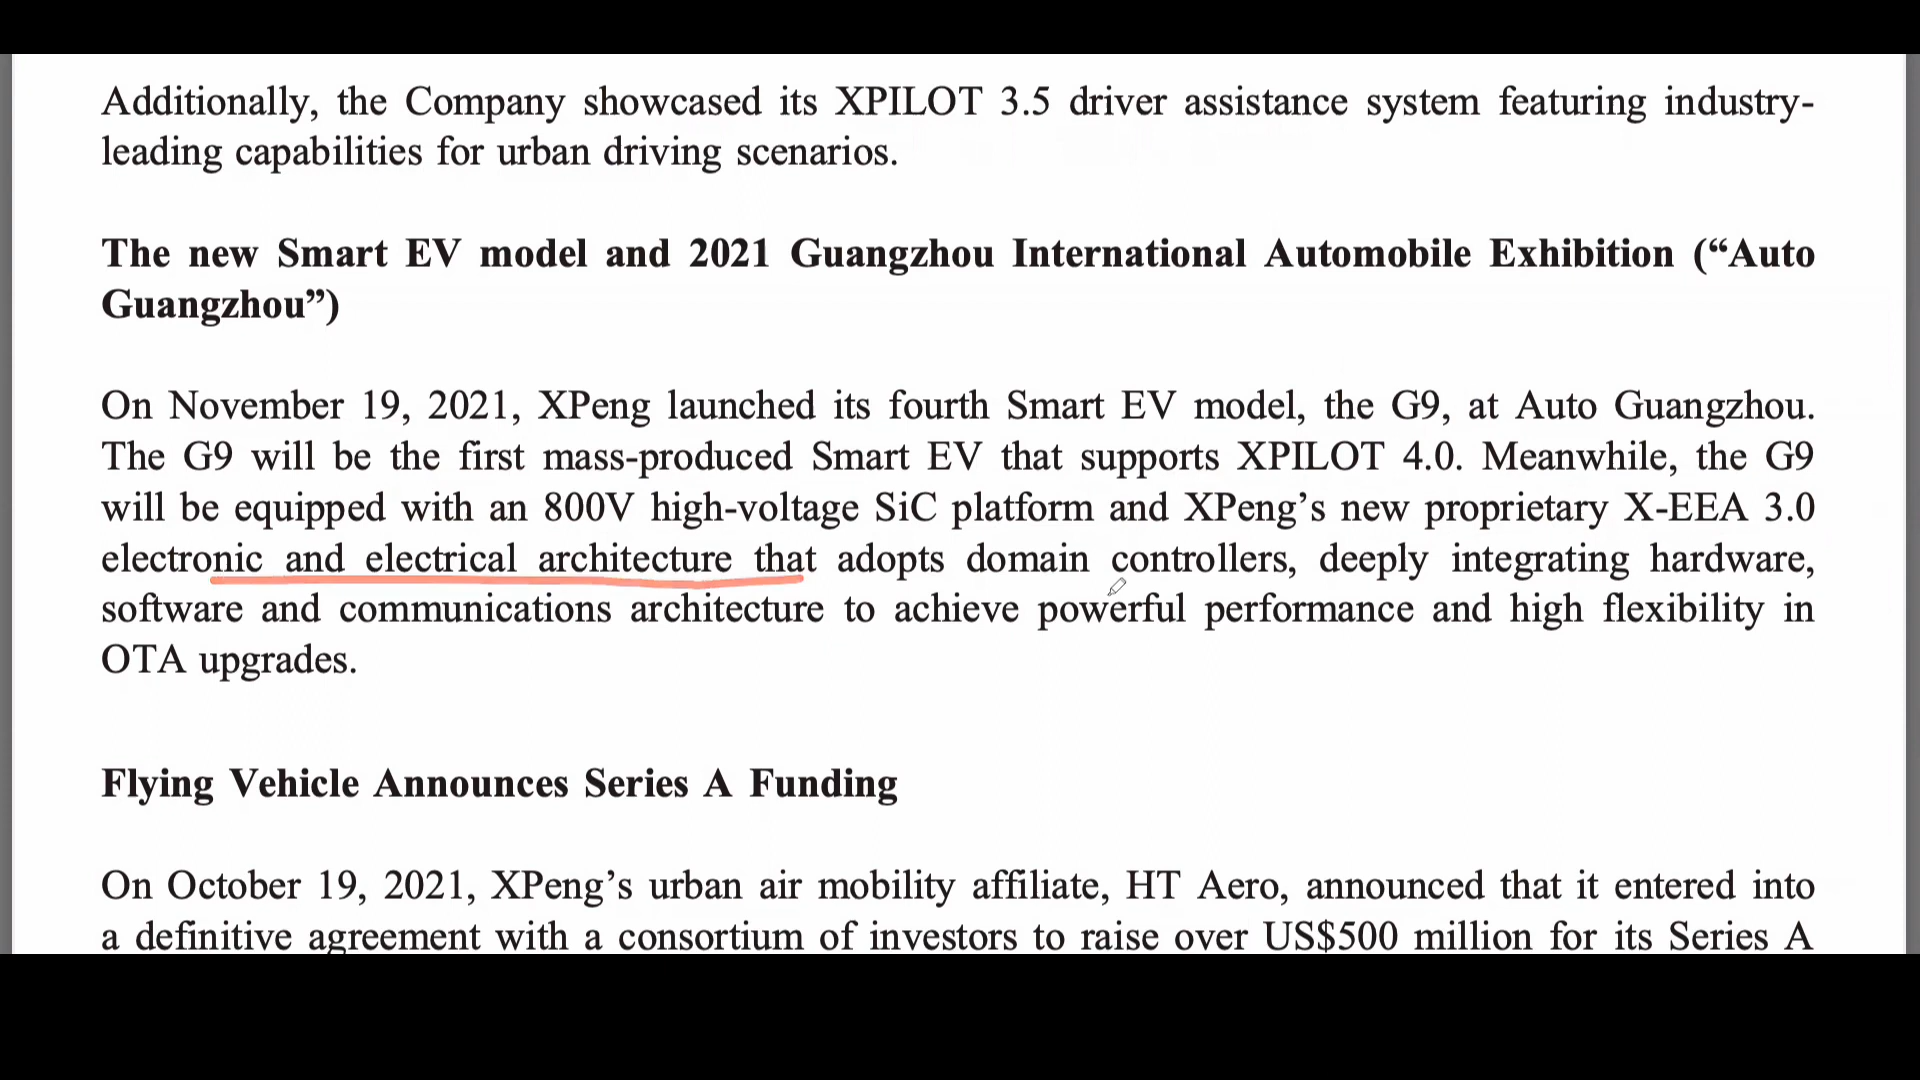 Additionally, the Company showcased its XPILOT 3.5 driver assistance system featuring industry-
leading capabilities for urban driving scenarios.
The new Smart EV model and 2021 Guangzhou International Automobile Exhibition (“Auto
Guangzhou”)
On November 19, 2021, XPeng launched its fourth Smart EV model, the G9, at Auto Guangzhou.
The G9 will be the first mass-produced Smart EV that supports XPILOT 4.0. Meanwhile, the G9
will be equipped with an 800V high-voltage SiC platform and XPeng’s new proprietary X-EEA 3.0
electronic and electrical architecture that adopts domain controllers, deeply integrating hardware,
software and communications architecture to achieve powerful performance and high flexibility in
OTA upgrades.
Flying Vehicle Announces Series A Funding
On October 19, 2021, XPeng’s urban air mobility affiliate, HT Aero, announced that it entered into
a definitive agreement with a consortium of investors to raise over US$500 million for its Series A